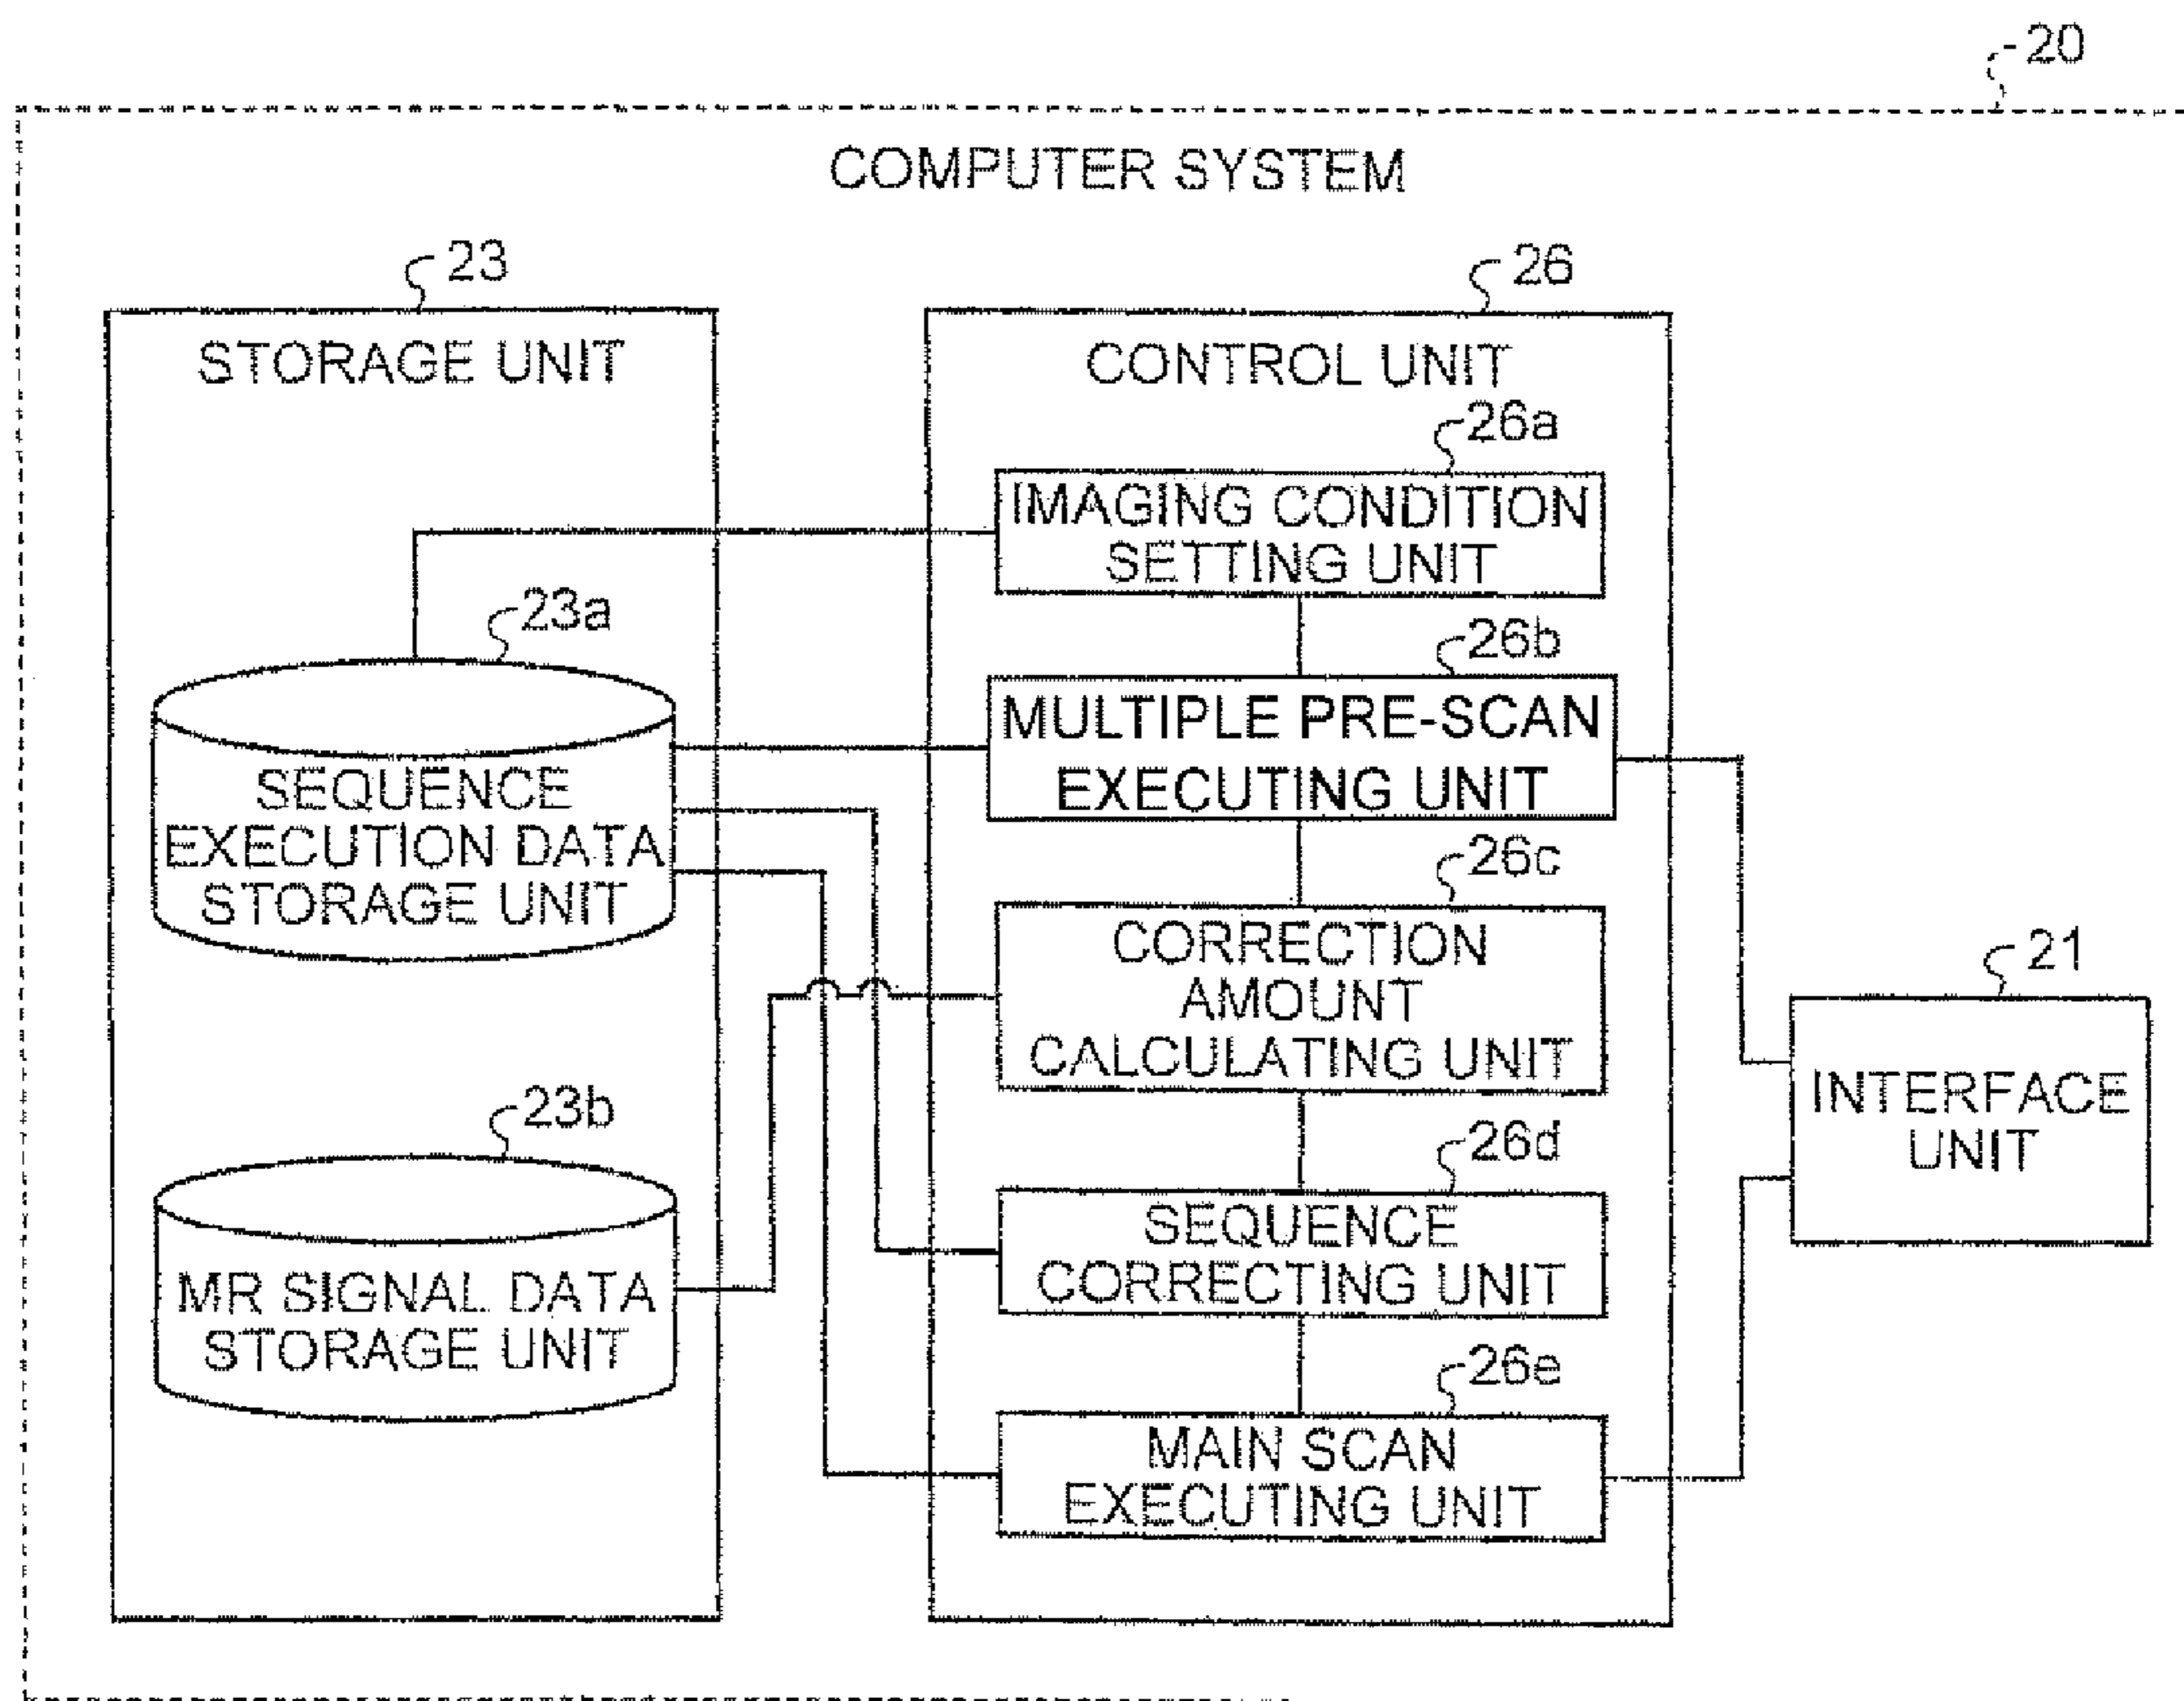 20
COMPUTER SYSTEM
23
STORAGE UNIT
23a
SEQUENCE
EXECUTION DATA
STORAGE UNIT
23b
MR SIGNAL DATA
STORAGE UNIT
26
CONTROL UNIT
26a
IMAGING CONDITION
SETTING UNIT
26b
MULTIPLE PRE-SCAN
EXECUTING UNIT
26c
CORRECTION
AMOUNT
CALCULATING UNIT
26d
SEQUENCE
CORRECTING UNIT
26e
MAIN SCAN
EXECUTING UNIT
21
INTERFACE
UNIT